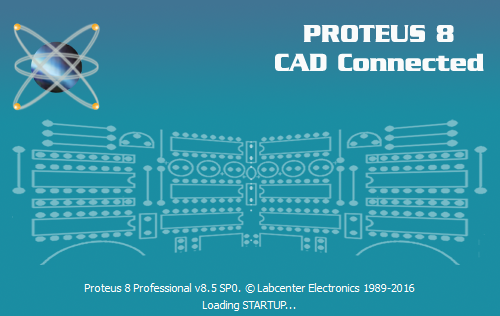 PROTEUS 8
CAD Connected
Proteus 8 Professional v8.5 SP0. © Labcenter Electronics 1989-2016
Loading STARTUP...